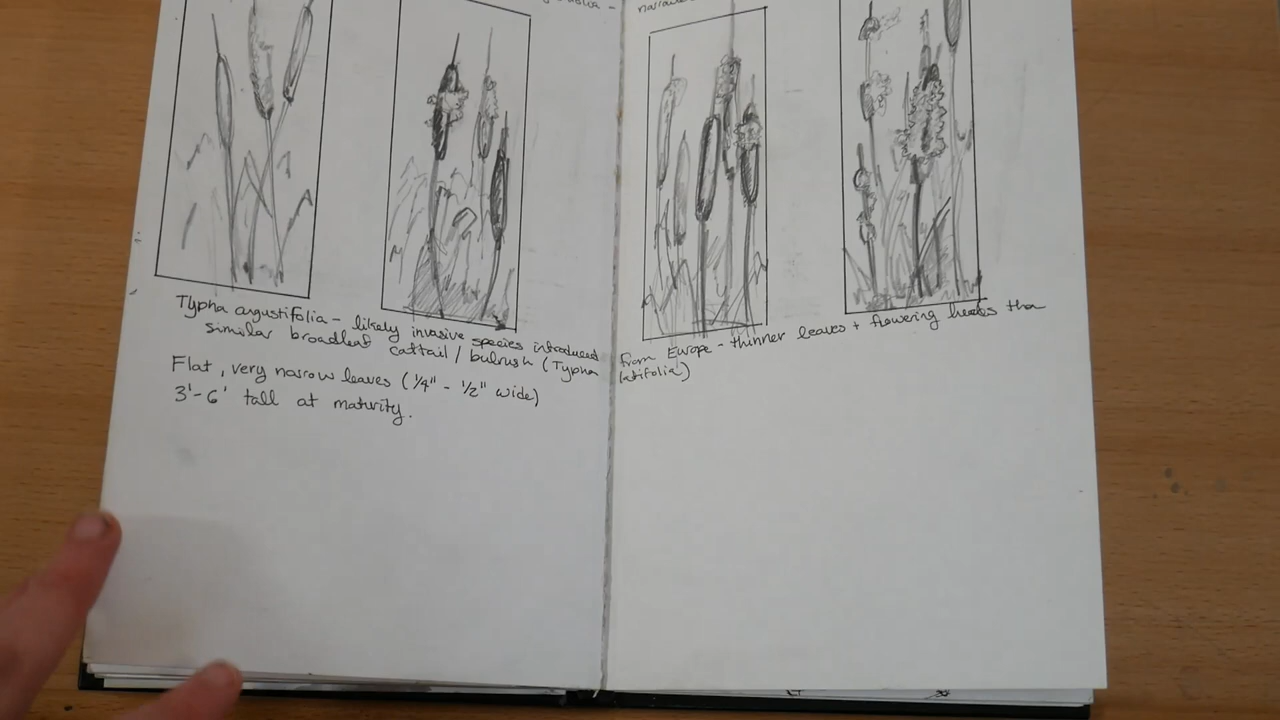 Typha angustifolia - likely invasive species introduced from Europe - thinner leaves + flowering heads than
similar broadleaf cattail / bulrush (Typha latifolia)
Flat, very narrow leaves (1/4" - 1/2" wide)
3'-6' tall at maturity.